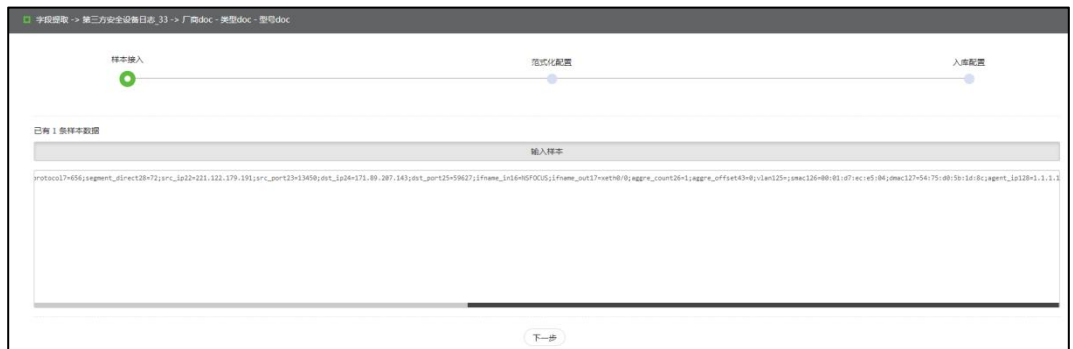 字段提取 -> 第三方安全设备日志_33 -> 厂商doc - 类型doc - 型号doc
样本接入
范式化配置
入库配置
已有 1 条样本数据
输入样本
rotocol7=656;segment_direct28=72;src_ip22=221.122.179.191;src_port23=13450;dst_ip24=171.89.207.143;dst_port25=59627;ifname_in16=NSFOCUS;ifname_out17=xeth0/0;aggre_count26=1;aggre_offset43=0;vlan125=;smac126=00:01:d7:ec:e5:04;dmac127=54:75:d0:5b:1d:8c;agent_ip128=1.1.1.1
下一步